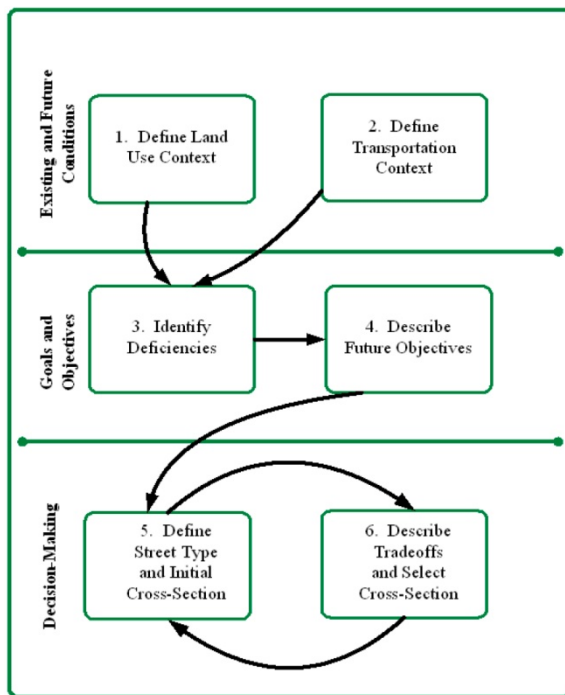 Existing and Future
Conditions
1. Define Land
Use Context
2. Define
Transportation
Context
Goals and
Objectives
3. Identify
Deficiencies
4. Describe
Future Objectives
Decision-Making
5. Define
Street Type
and Initial
Cross-Section
6. Describe
Tradeoffs
and Select
Cross-Section